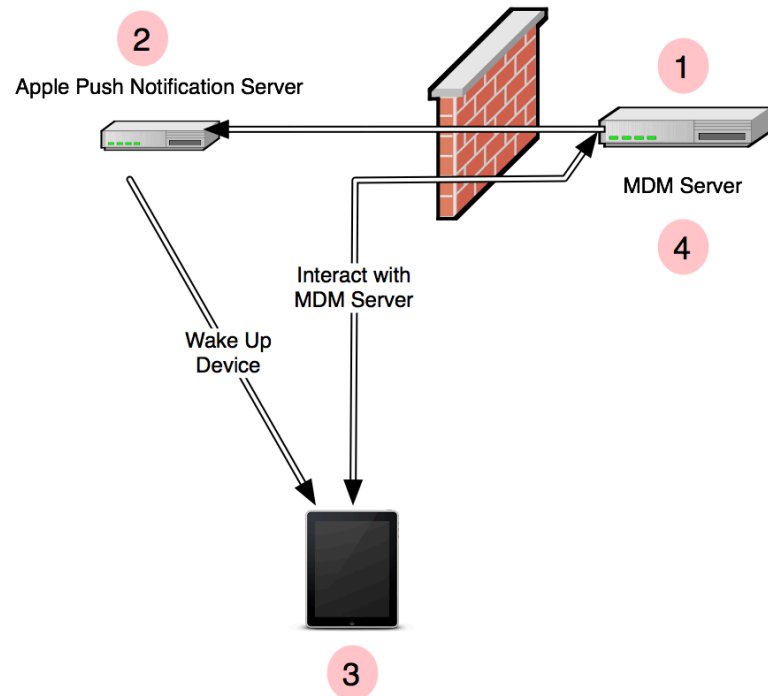 2
Apple Push Notification Server
1
MDM Server
4
Interact with
MDM Server
Wake Up
Device
3